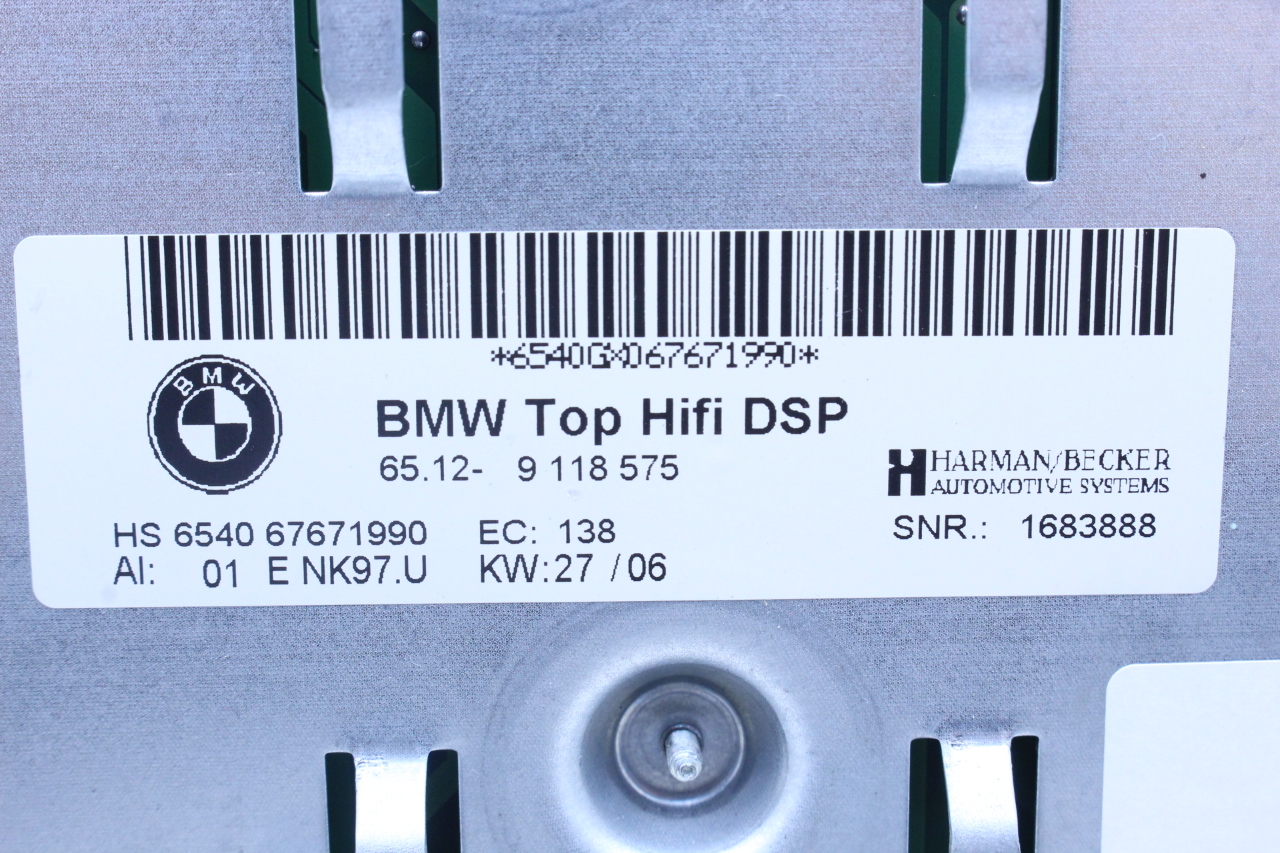 *6540GX067671990*
BMW
BMW Top Hifi DSP
65.12- 9 118 575
HARMAN/BECKER
AUTOMOTIVE SYSTEMS
HS 6540 67671990 EC: 138 SNR.: 1683888
AI: 01 E NK97.U KW:27 /06